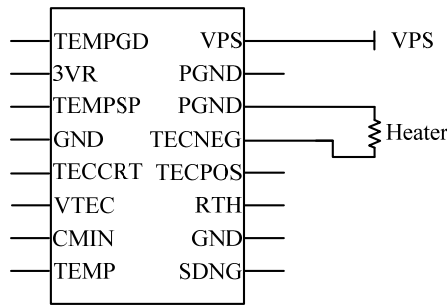 TEMPGD VPS VPS
3VR PGND
TEMPSP PGND
GND TECNEG Heater
TECCRT TECPOS
VTEC RTH
CMIN GND
TEMP SDNG